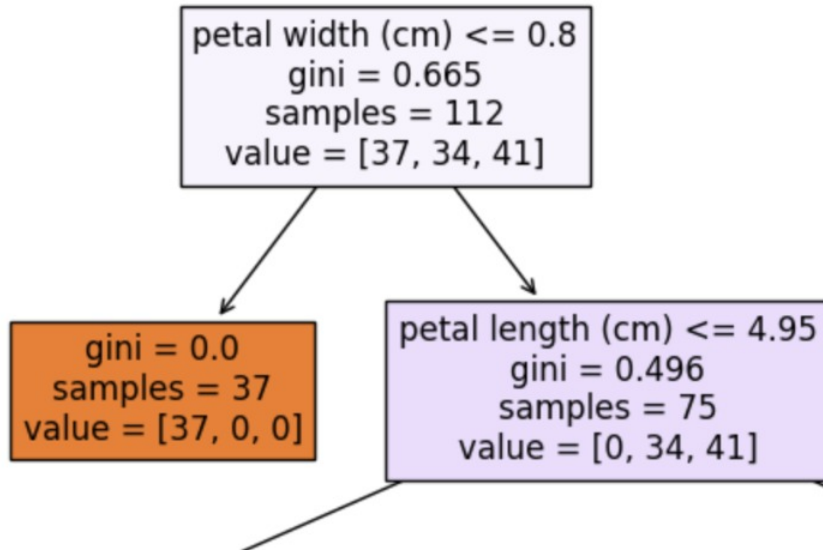 petal width (cm) <= 0.8
gini = 0.665
samples = 112
value = [37, 34, 41]
gini = 0.0
samples = 37
value = [37, 0, 0]
petal length (cm) <= 4.95
gini = 0.496
samples = 75
value = [0, 34, 41]